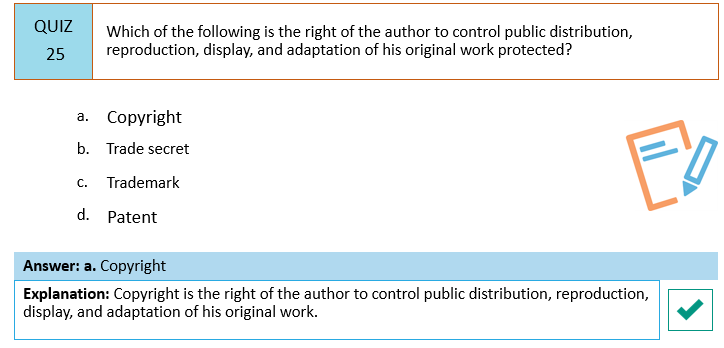 QUIZ
25
Which of the following is the right of the author to control public distribution,
reproduction, display, and adaptation of his original work protected?
a. Copyright
b. Trade secret
c. Trademark
d. Patent
Answer: a. Copyright
Explanation: Copyright is the right of the author to control public distribution, reproduction,
display, and adaptation of his original work.